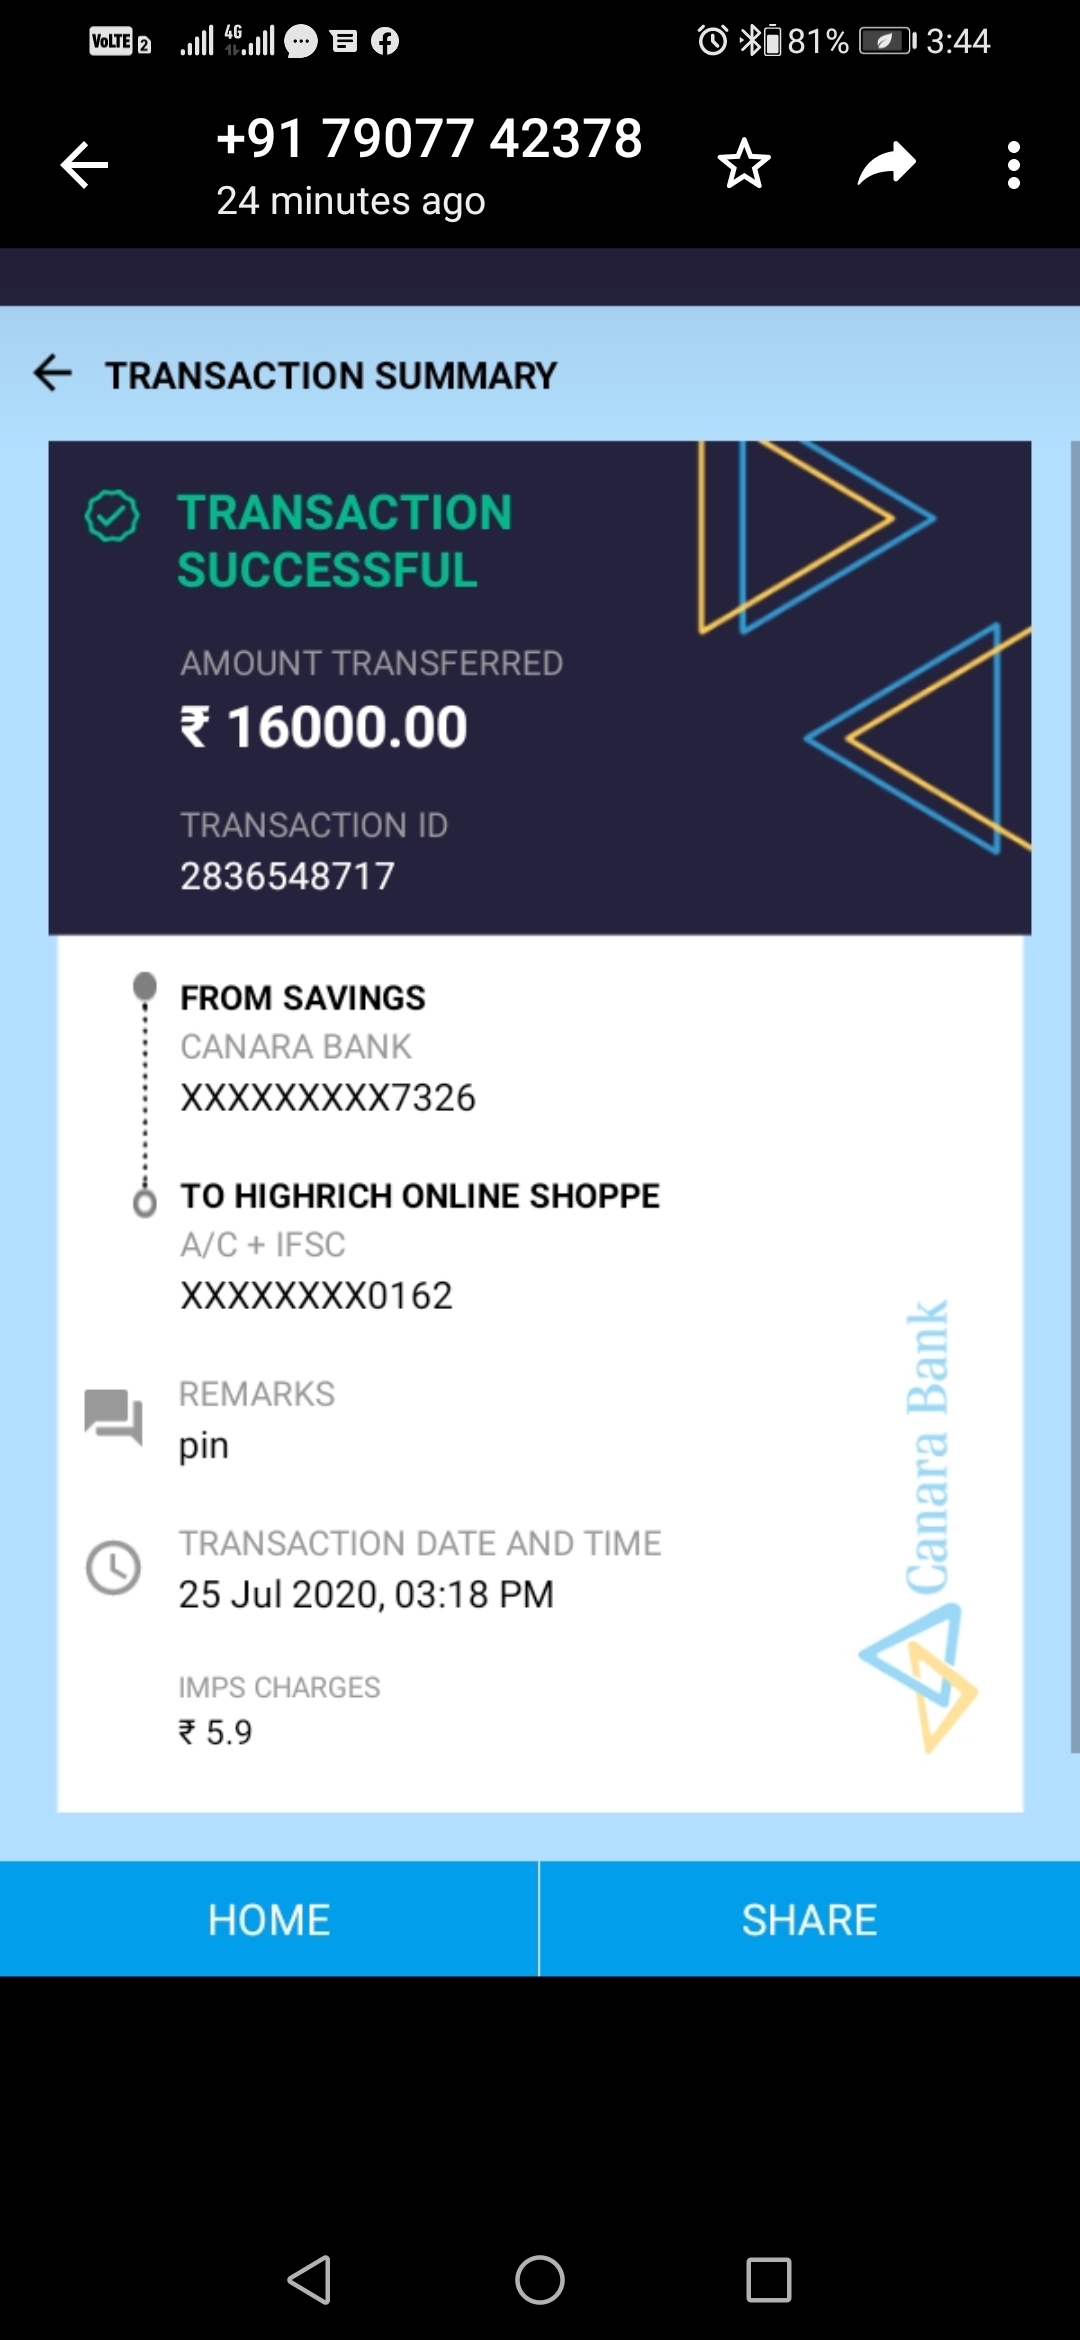 VoLTE 2 4G 81% 3:44
+91 79077 42378
24 minutes ago
TRANSACTION SUMMARY
TRANSACTION
SUCCESSFUL
AMOUNT TRANSFERRED
₹ 16000.00
TRANSACTION ID
2836548717
FROM SAVINGS
CANARA BANK
XXXXXXXXX7326
TO HIGHRICH ONLINE SHOPPE
A/C + IFSC
XXXXXXXX0162
REMARKS
pin
TRANSACTION DATE AND TIME
25 Jul 2020, 03:18 PM
IMPS CHARGES
₹ 5.9
Canara Bank
HOME
SHARE